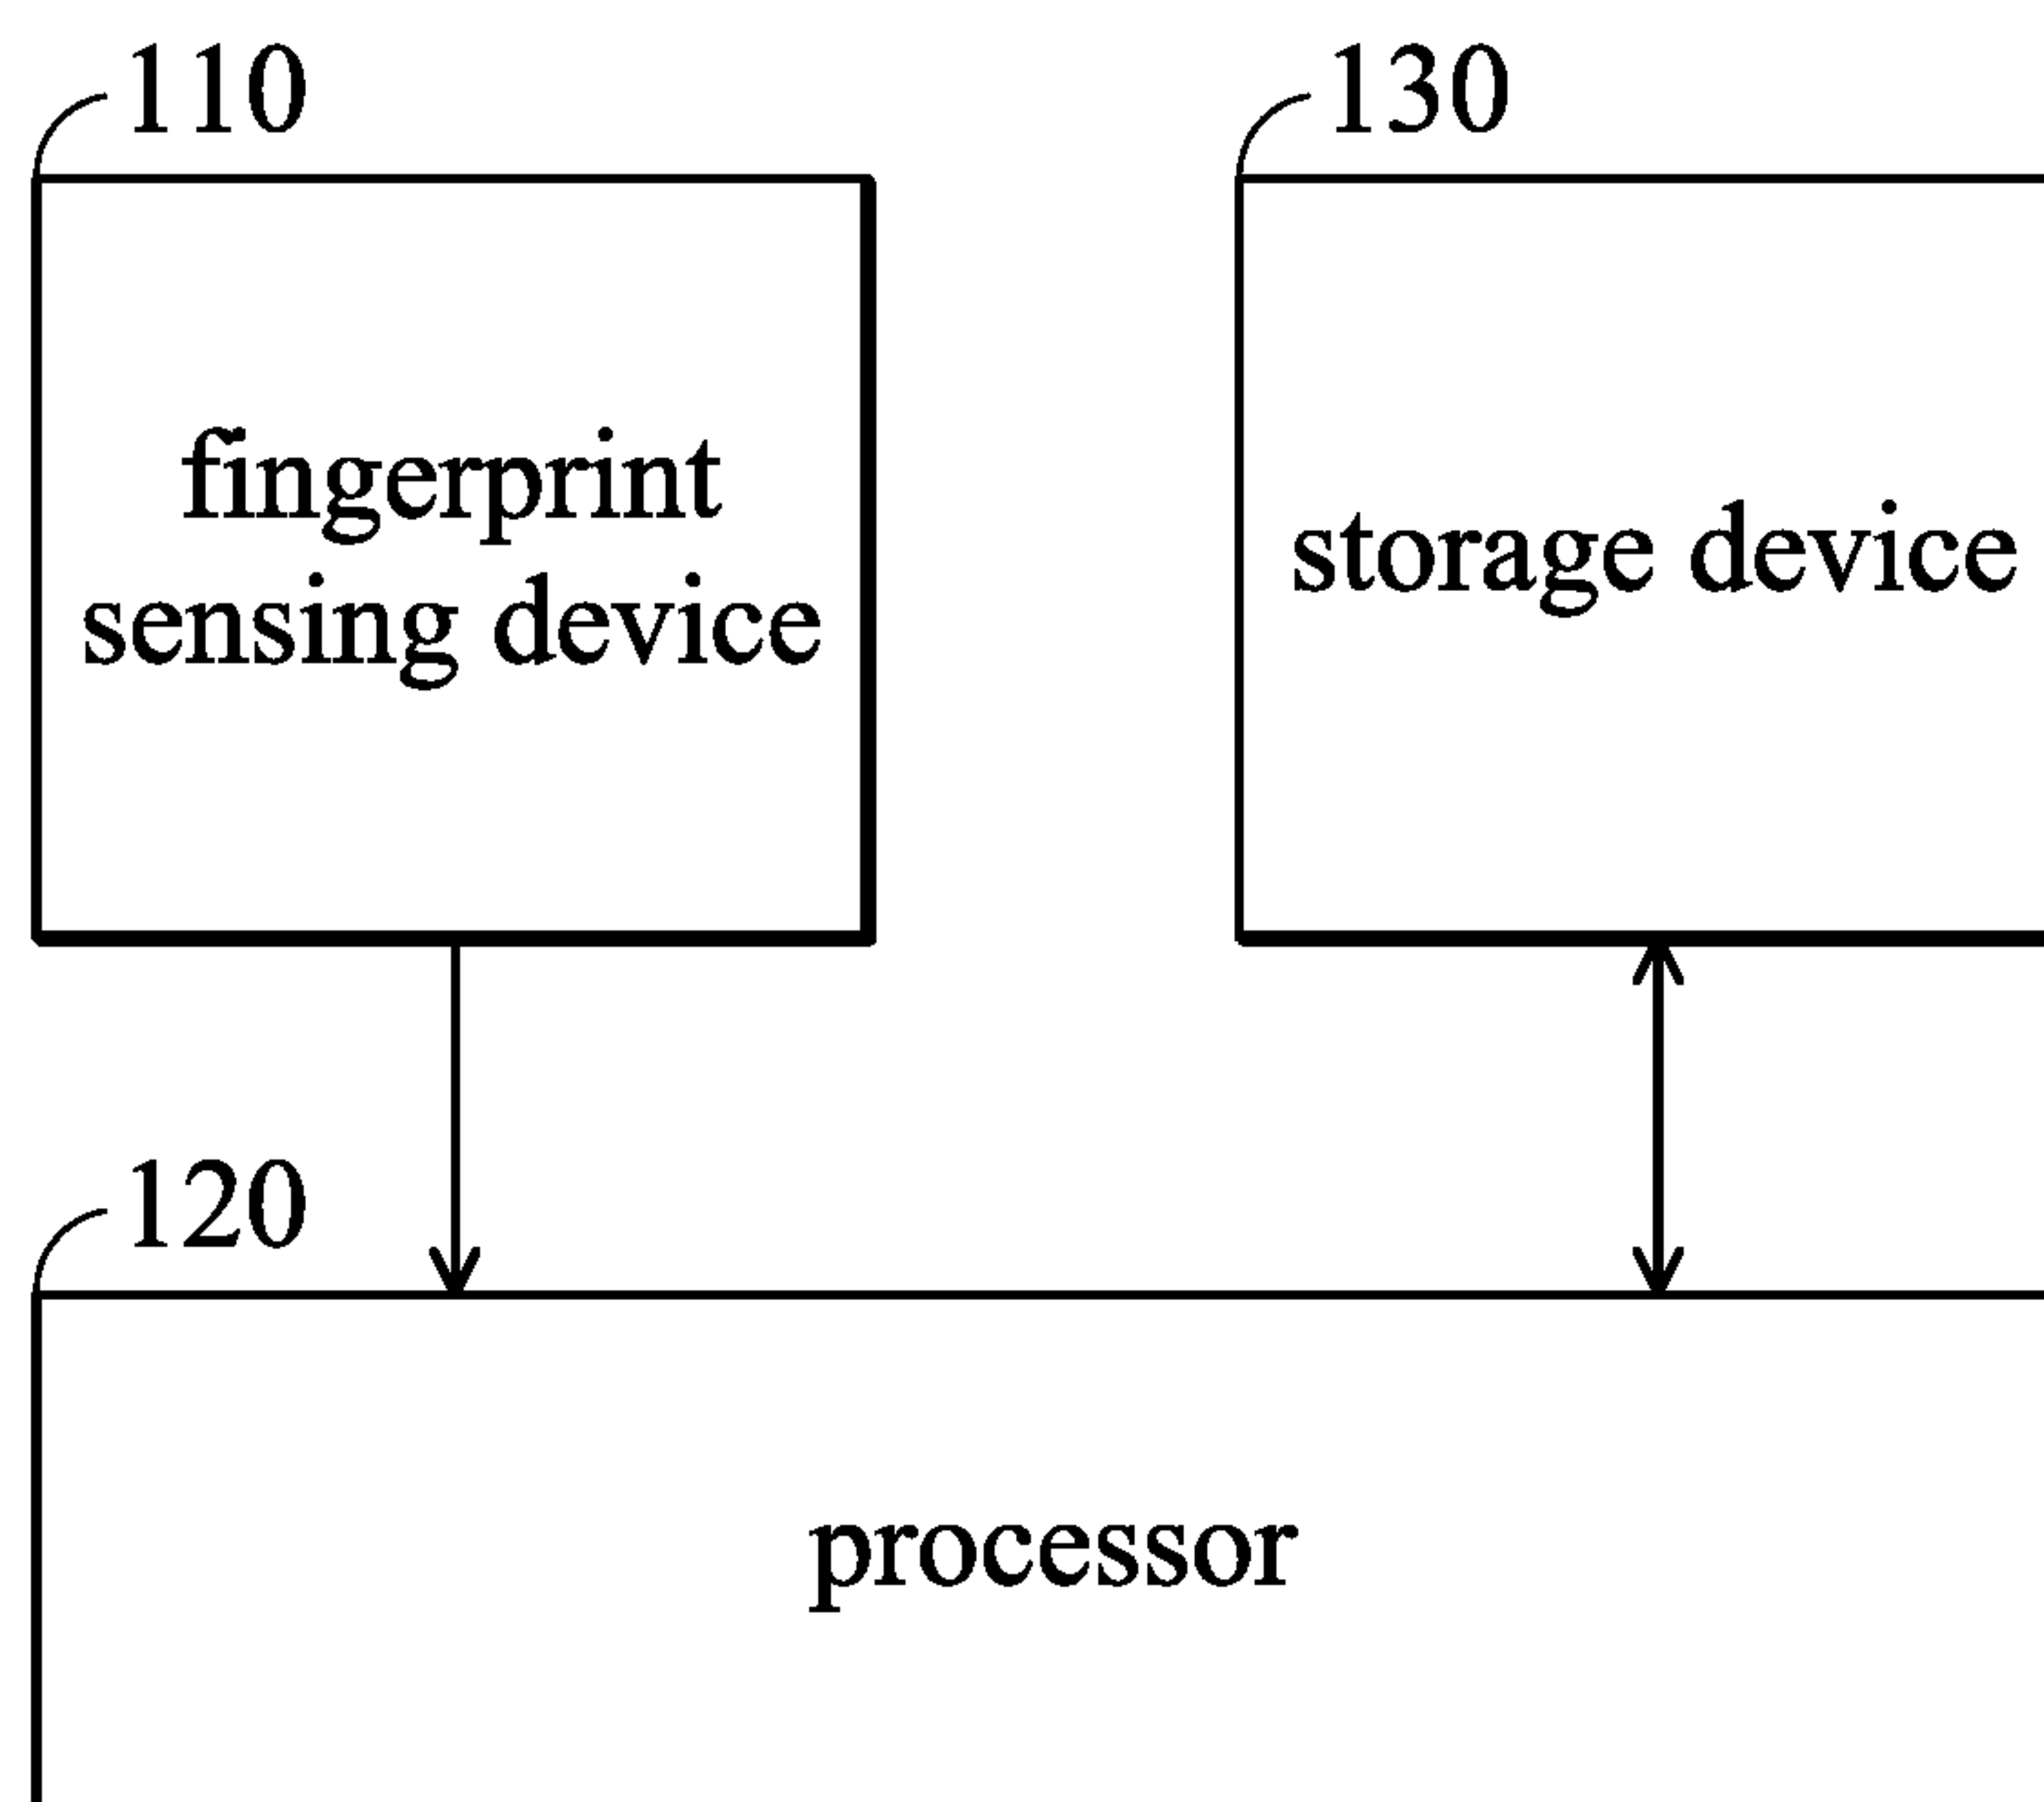 110
130
fingerprint
sensing device
storage device
120
processor